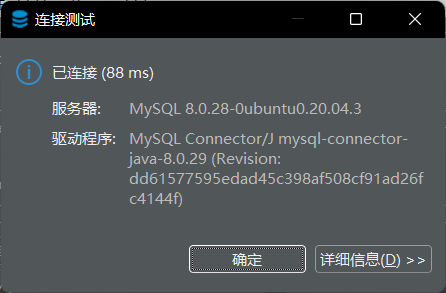 连接测试
已连接 (88 ms)
服务器: MySQL 8.0.28-0ubuntu0.20.04.3
驱动程序: MySQL Connector/J mysql-connector-
java-8.0.29 (Revision:
dd61577595edad45c398af508cf91ad26f
c4144f)
确定 详细信息(D) >>